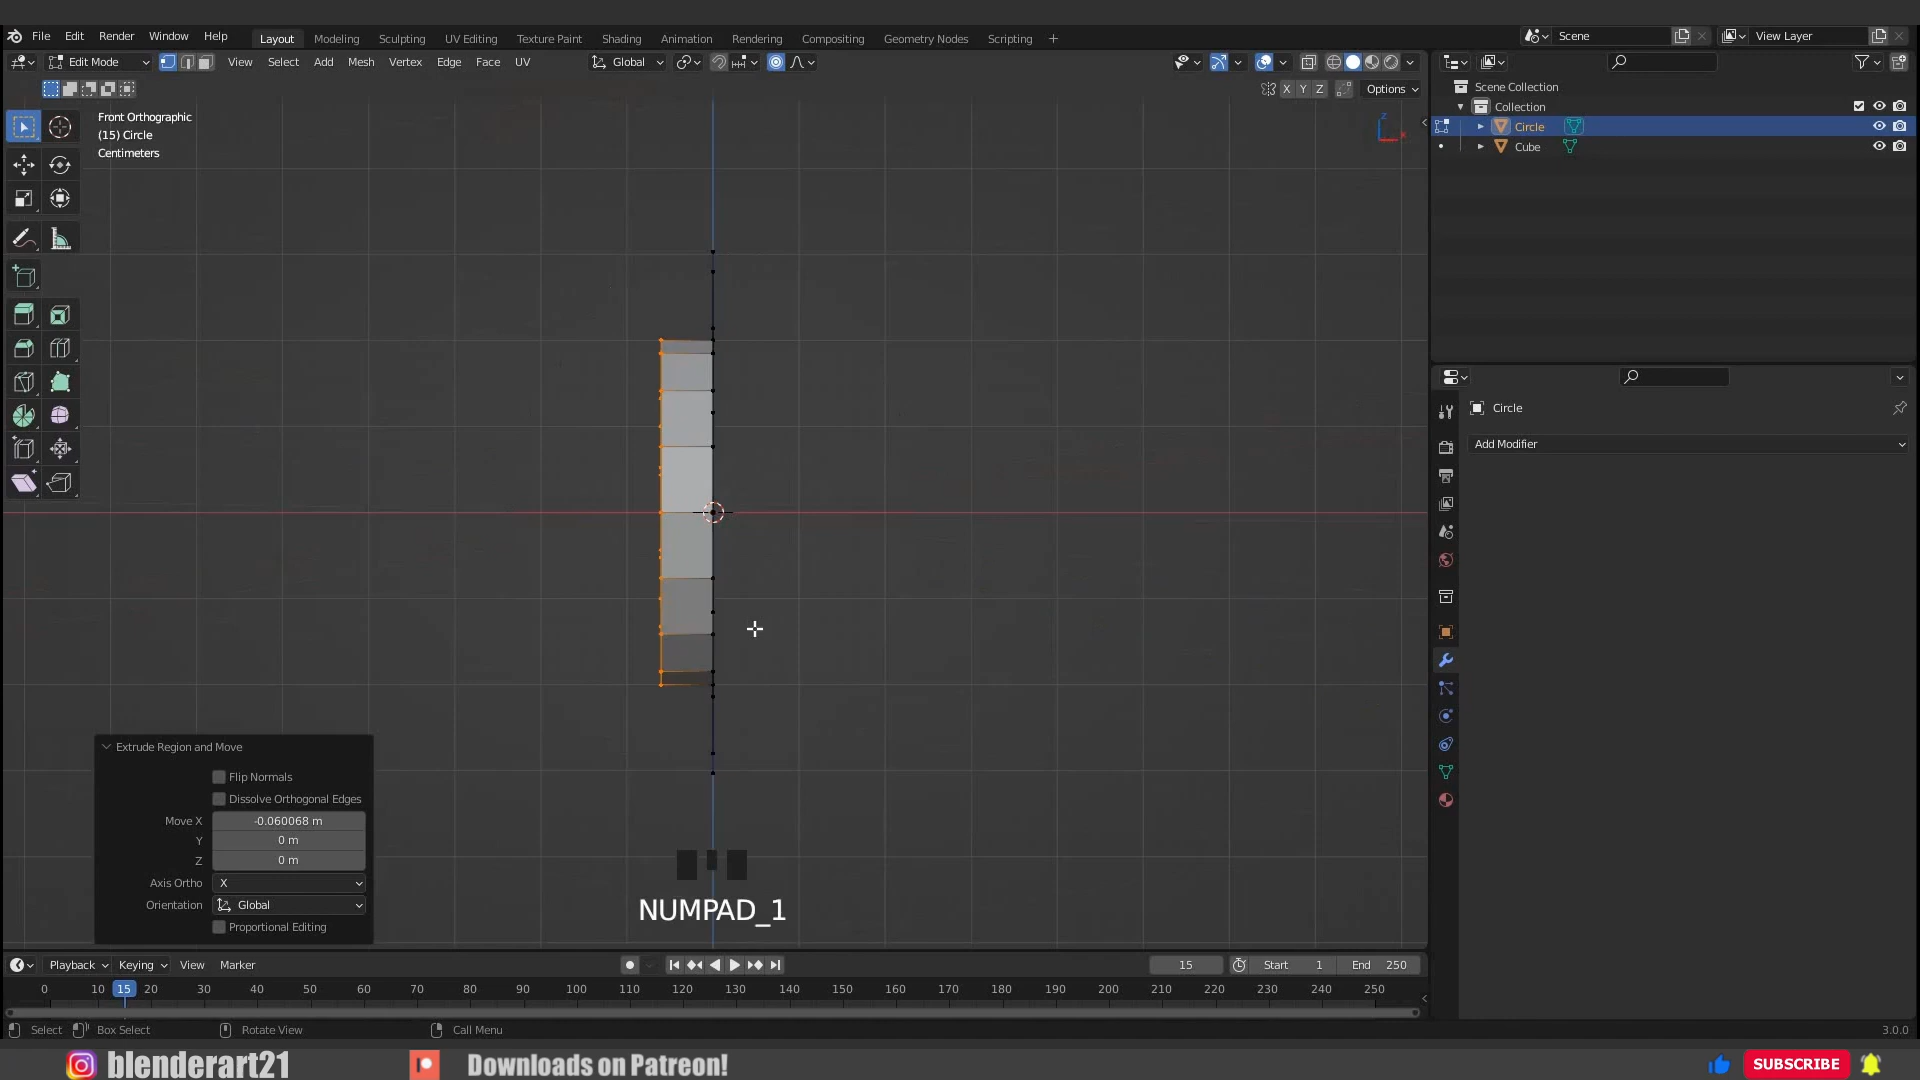 File Edit Render Window Help Layout Modeling Sculpting UV Editing Texture Paint Shading Animation Rendering Compositing Geometry Nodes Scripting + Scene View Layer
Edit Mode View Select Add Mesh Vertex Edge Face UV Global
X Y Z Options
Scene Collection
Collection
Circle
Cube
Front Orthographic
(15) Circle
Centimeters
Z
X
Circle
Add Modifier
Extrude Region and Move
Flip Normals
Dissolve Orthogonal Edges
Move X -0.060068 m
Y 0 m
Z 0 m
Axis Ortho X
Orientation Global
Proportional Editing
NUMPAD_1
Playback Keying View Marker 15 Start 1 End 250
0 10 15 20 30 40 50 60 70 80 90 100 110 120 130 140 150 160 170 180 190 200 210 220 230 240 250
Select Box Select Rotate View Call Menu 3.0.0
blenderart21 Downloads on Patreon! SUBSCRIBE